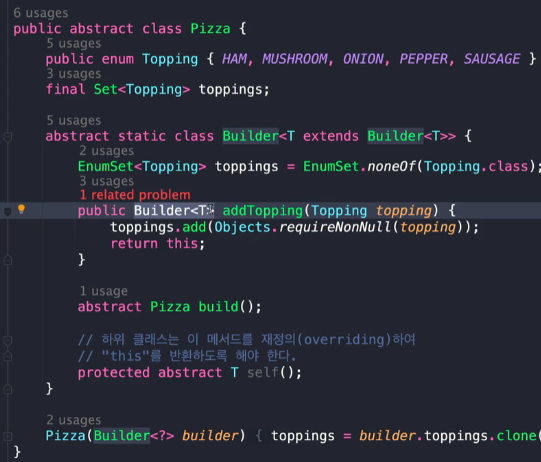 6 usages
public abstract class Pizza {
5 usages
public enum Topping { HAM, MUSHROOM, ONION, PEPPER, SAUSAGE }
3 usages
final Set<Topping> toppings;
5 usages
abstract static class Builder<T extends Builder<T>> {
2 usages
EnumSet<Topping> toppings = EnumSet.noneOf(Topping.class);
3 usages
1 related problem
public Builder<T> addTopping(Topping topping) {
toppings.add(Objects.requireNonNull(topping));
return this;
}
1 usage
abstract Pizza build();
// 하위 클래스는 이 메서드를 재정의(overriding)하여
// "this"를 반환하도록 해야 한다.
protected abstract T self();
}
2 usages
Pizza(Builder<?> builder) { toppings = builder.toppings.clone(
}